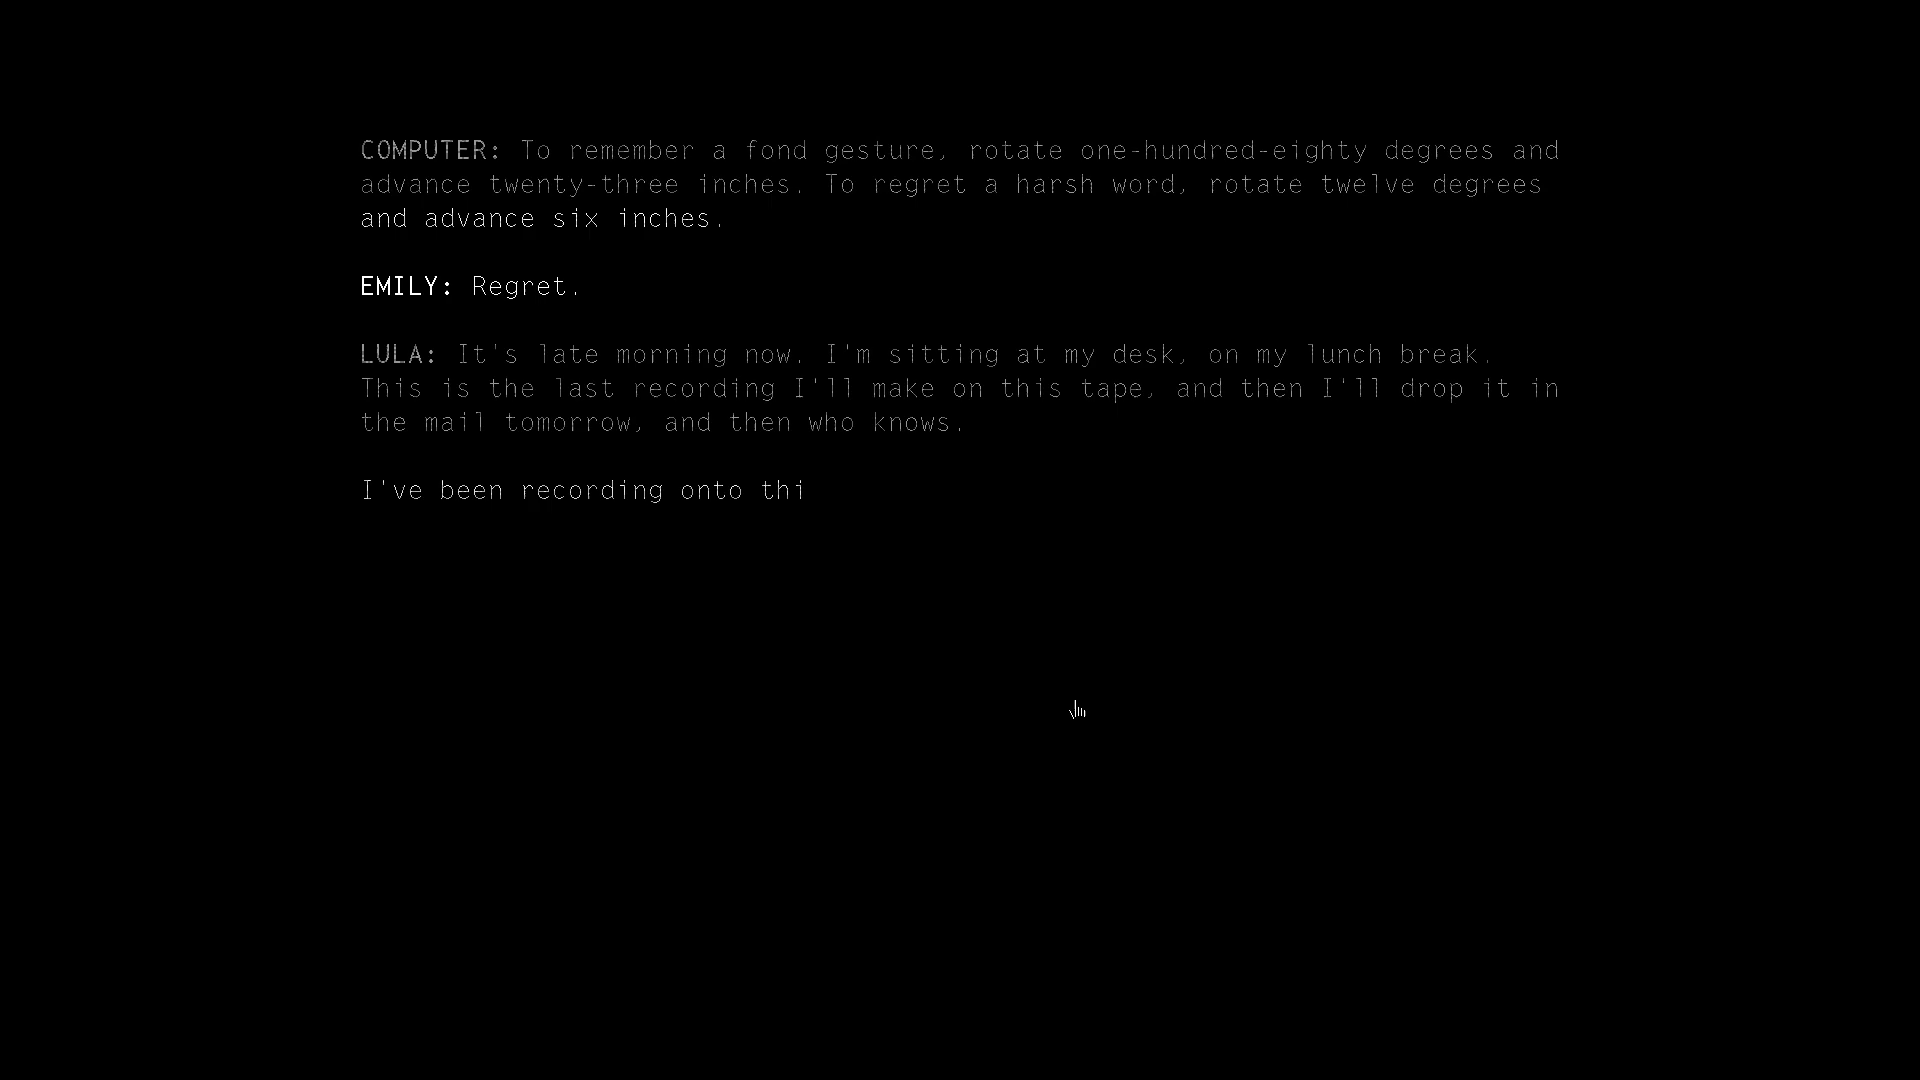 COMPUTER: To remember a fond gesture, rotate one-hundred-eighty degrees and
advance twenty-three inches. To regret a harsh word, rotate twelve degrees
and advance six inches.
EMILY: Regret.
LULA: It's late morning now. I'm sitting at my desk, on my lunch break.
This is the last recording I'll make on this tape, and then I'll drop it in
the mail tomorrow, and then who knows.
I've been recording onto thi